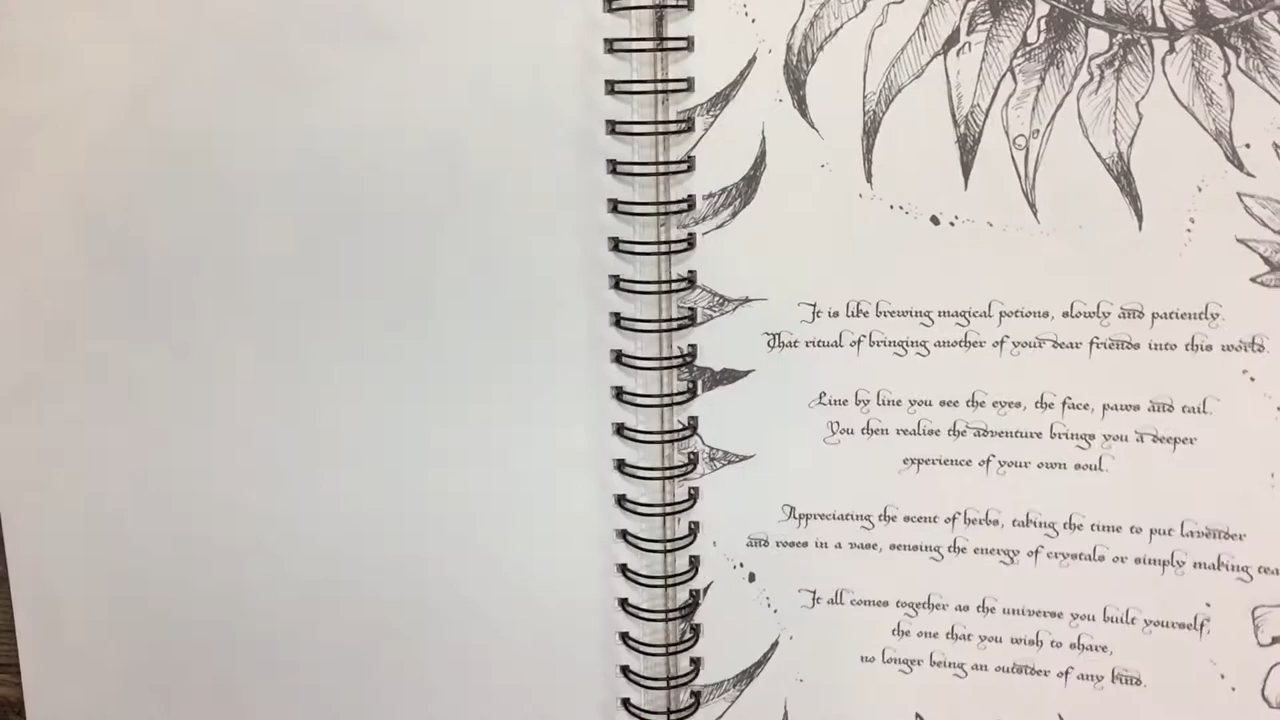 It is like brewing magical potions, slowly and patiently.
That ritual of bringing another of your dear friends into this world.
Line by line you see the eyes, the face, paws and tail.
You then realise the adventure brings you a deeper
experience of your own soul.
Appreciating the scent of herbs, taking the time to put lavender
and roses in a vase, sensing the energy of crystals or simply making tea
It all comes together as the universe you built yourself,
the one that you wish to share,
no longer being an outsider of any kind.